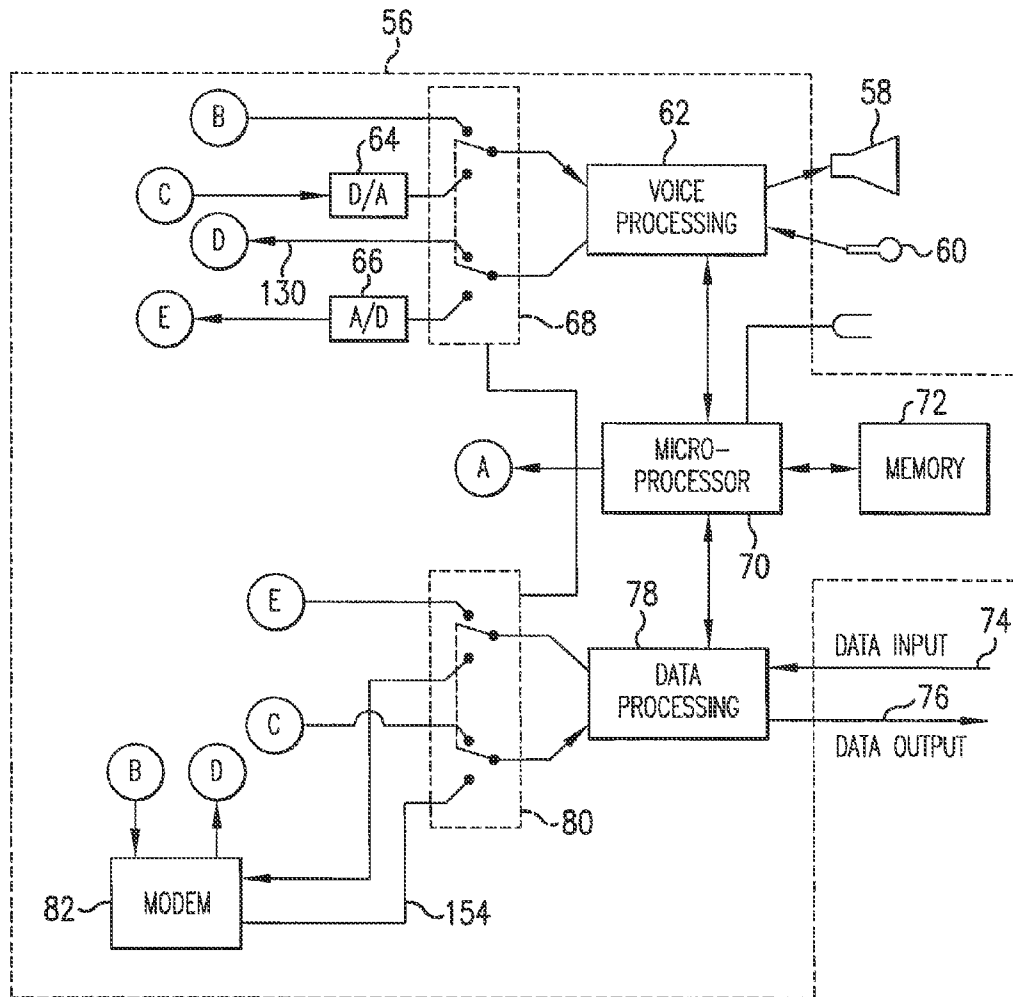 56
B
64
62
58
C
D/A
VOICE
PROCESSING
D
130
66
60
E
A/D
68
72
A
MICRO-
PROCESSOR
MEMORY
70
E
78
DATA INPUT
74
DATA
PROCESSING
76
C
DATA OUTPUT
B
D
80
82
MODEM
154